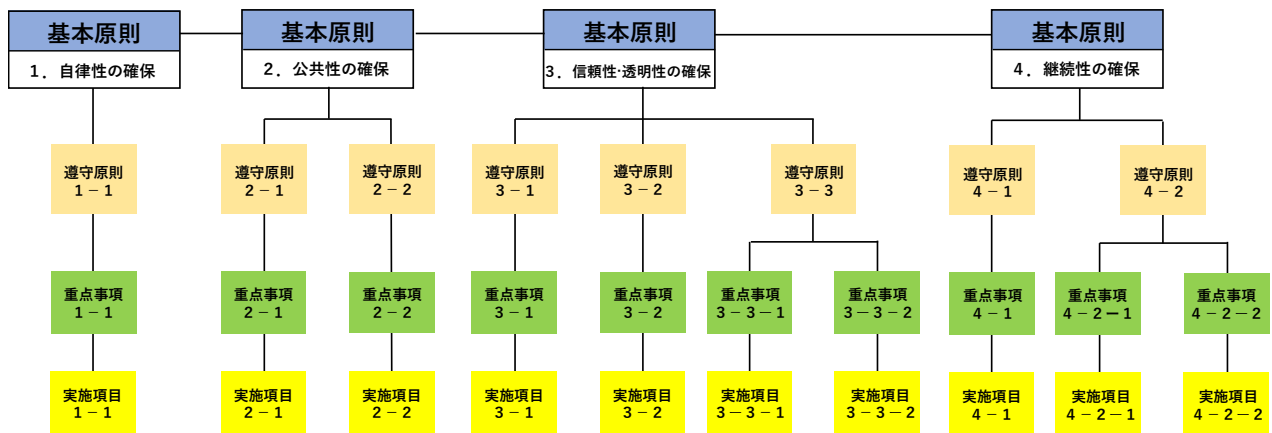 基本原則
1．自律性の確保
基本原則
2．公共性の確保
基本原則
3．信頼性･透明性の確保
基本原則
4．継続性の確保
遵守原則
1－1
遵守原則
2－1
遵守原則
2－2
遵守原則
3－1
遵守原則
3－2
遵守原則
3－3
遵守原則
4－1
遵守原則
4－2
重点事項
1－1
重点事項
2－1
重点事項
2－2
重点事項
3－1
重点事項
3－2
重点事項
3－3－1
重点事項
3－3－2
重点事項
4－1
重点事項
4－2ー1
重点事項
4－2－2
実施項目
1－1
実施項目
2－1
実施項目
2－2
実施項目
3－1
実施項目
3－2
実施項目
3－3－1
実施項目
3－3－2
実施項目
4－1
実施項目
4－2－1
実施項目
4－2－2